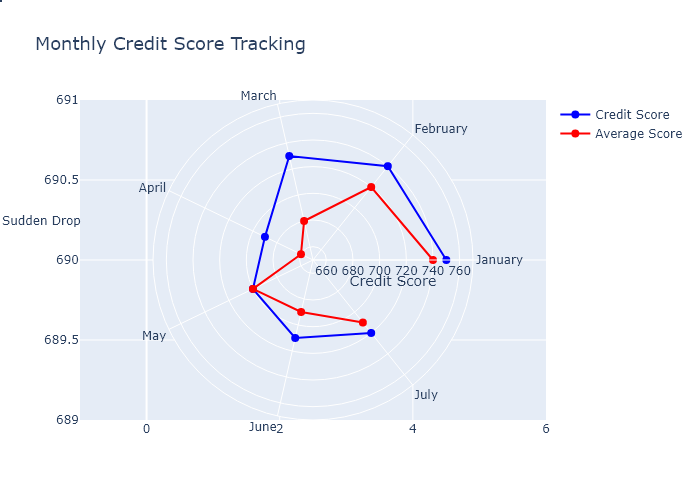 Monthly Credit Score Tracking
691
690.5
690
689.5
689
Sudden Drop
0
2
4
6
January
February
March
April
May
June
July
660
680
700
720
740
760
Credit Score
Credit Score
Average Score